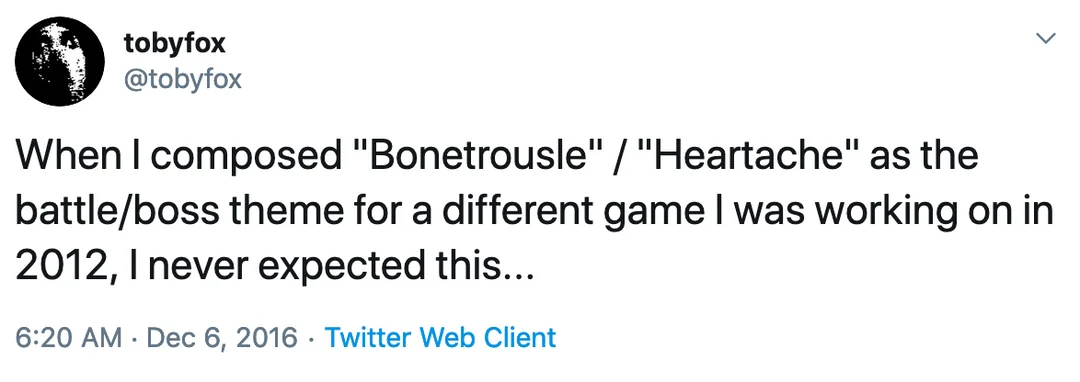 tobyfox
@tobyfox
When I composed "Bonetrousle" / "Heartache" as the
battle/boss theme for a different game I was working on in
2012, I never expected this...
6:20 AM · Dec 6, 2016 · Twitter Web Client